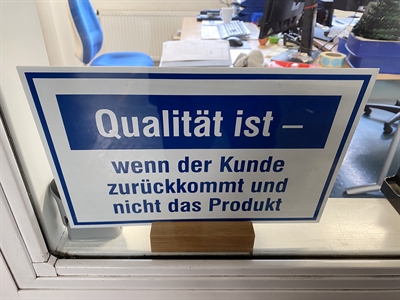 Qualität ist –
wenn der Kunde
zurückkommt und
nicht das Produkt